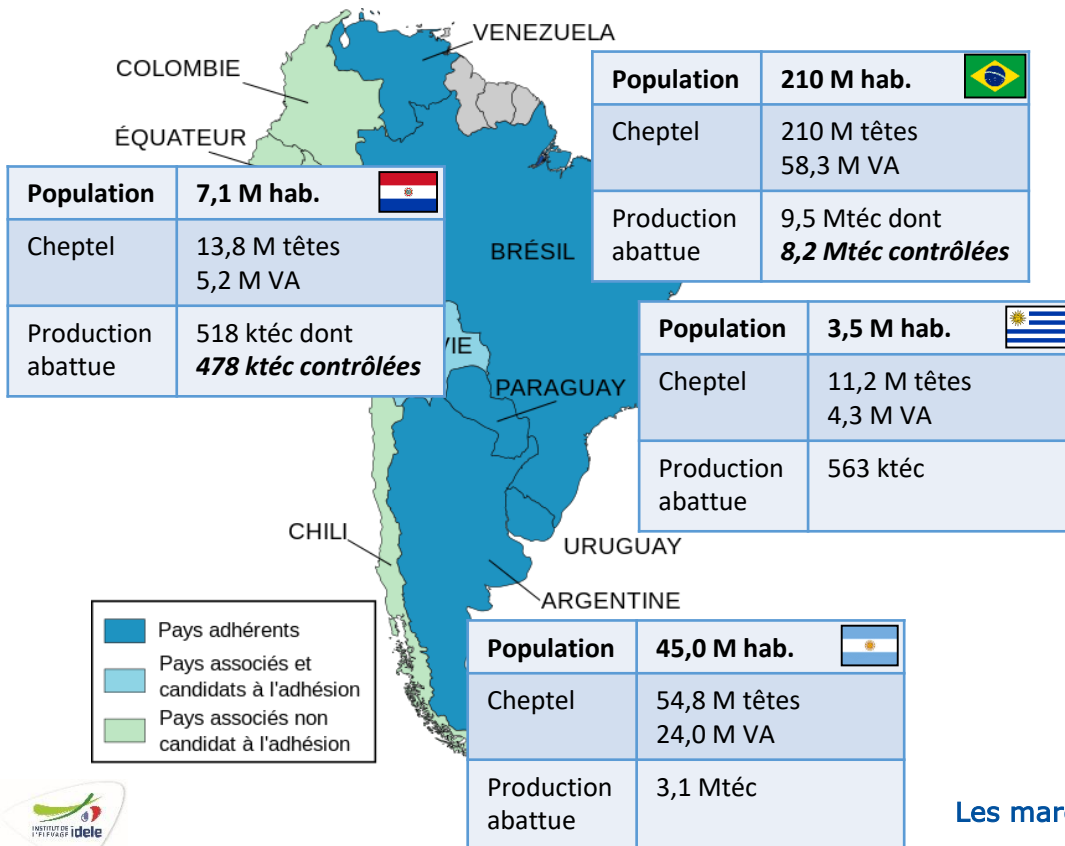 VENEZUELA
COLOMBIE
ÉQUATEUR
Population 210 M hab.
Cheptel 210 M têtes
58,3 M VA
Production abattue 9,5 Mtéc dont
8,2 Mtéc contrôlées
Population 7,1 M hab.
Cheptel 13,8 M têtes
5,2 M VA
Production abattue 518 ktéc dont
478 ktéc contrôlées
BRÉSIL
VIE
PARAGUAY
Population 3,5 M hab.
Cheptel 11,2 M têtes
4,3 M VA
Production abattue 563 ktéc
CHILI
URUGUAY
ARGENTINE
Pays adhérents
Pays associés et
candidats à l'adhésion
Pays associés non
candidat à l'adhésion
Population 45,0 M hab.
Cheptel 54,8 M têtes
24,0 M VA
Production abattue 3,1 Mtéc
INSTITUT DE
L'ELEVAGE idele
Les mar